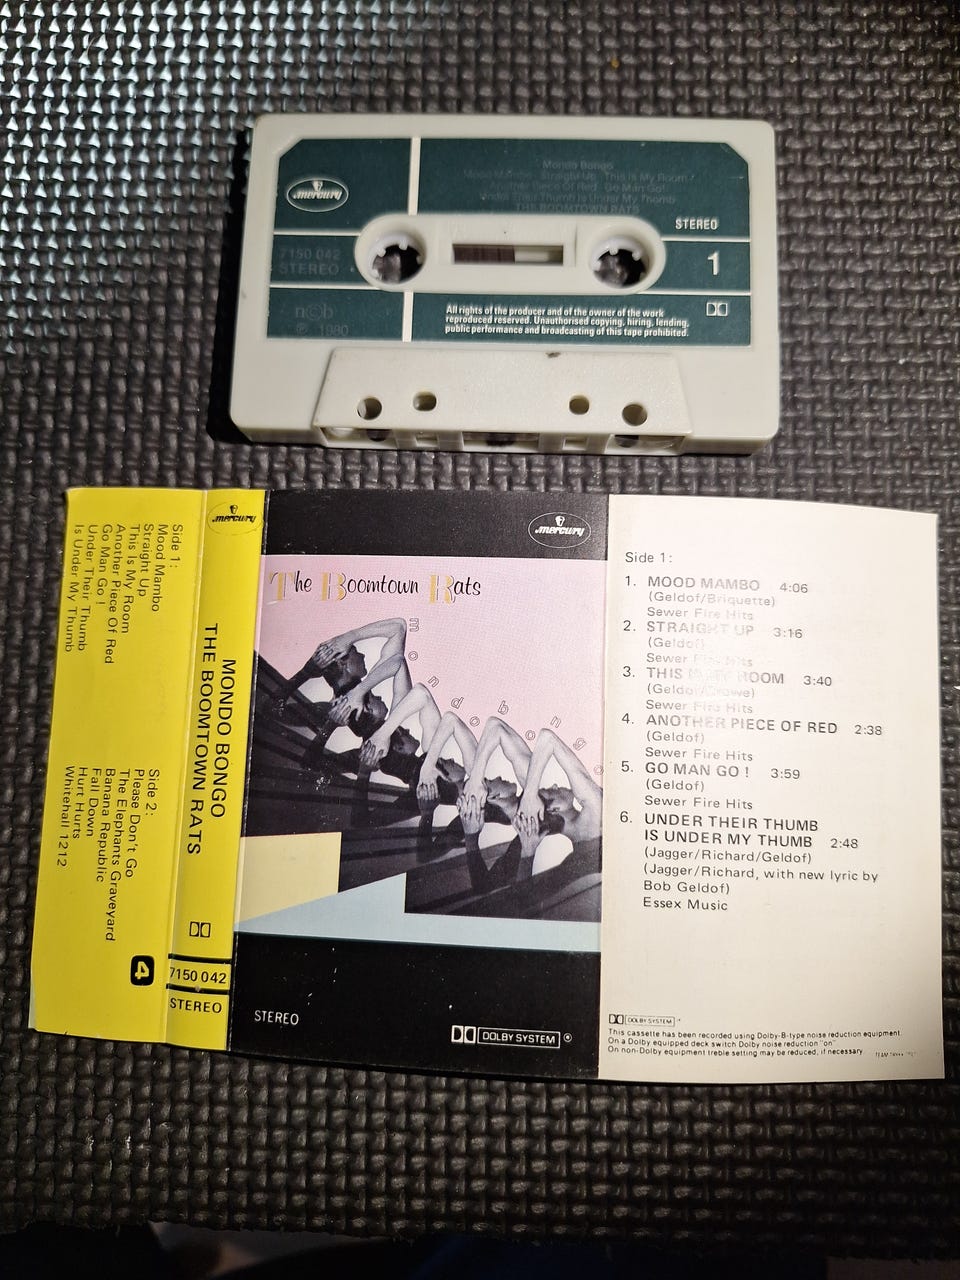 mercury
Mondo Bongo
Mood Mambo · Straight Up · This Is My Room /
Another Piece Of Red · Go Man Go!
Under Their Thumb Is Under My Thumb
THE BOOMTOWN RATS
STEREO
7150 042
STEREO
1
n©b
℗ 1980
All rights of the producer and of the owner of the work
reproduced reserved. Unauthorised copying, hiring, lending,
public performance and broadcasting of this tape prohibited.
Side 1:
Mood Mambo
Straight Up
This Is My Room
Another Piece Of Red
Go Man Go !
Under Their Thumb
Is Under My Thumb
Side 2:
Please Don't Go
The Elephants Graveyard
Banana Republic
Fall Down
Hurt Hurts
Whitehall 1212
4
mercury
MONDO BONGO
THE BOOMTOWN RATS
7150 042
STEREO
mercury
The Boomtown Rats
mondo bongo
STEREO
DOLBY SYSTEM ®
Side 1:
1. MOOD MAMBO 4:06
(Geldof/Briquette)
Sewer Fire Hits
2. STRAIGHT UP 3:16
(Geldof)
Sewer Fire Hits
3. THIS IS MY ROOM 3:40
(Geldof/Crowe)
Sewer Fire Hits
4. ANOTHER PIECE OF RED 2:38
(Geldof)
Sewer Fire Hits
5. GO MAN GO ! 3:59
(Geldof)
Sewer Fire Hits
6. UNDER THEIR THUMB
IS UNDER MY THUMB 2:48
(Jagger/Richard/Geldof)
(Jagger/Richard, with new lyric by
Bob Geldof)
Essex Music
DOLBY SYSTEM
This cassette has been recorded using Dolby-B-type noise reduction equipment.
On a Dolby equipped deck switch Dolby noise reduction "on"
On non-Dolby equipment treble setting may be reduced, if necessary